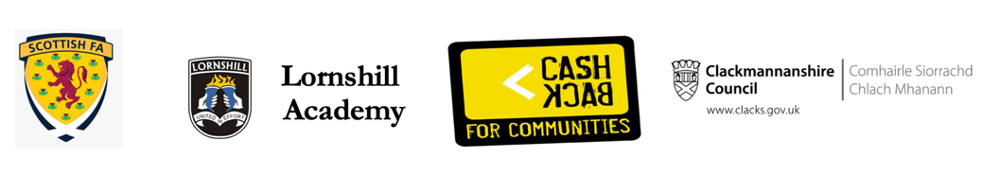 SCOTTISH FA
LORNSHILL
UNITED IN EFFORT
Lornshill
Academy
CASH
BACK
FOR COMMUNITIES
Clackmannanshire
Council
www.clacks.gov.uk
Comhairle Siorrachd
Chlach Mhanann